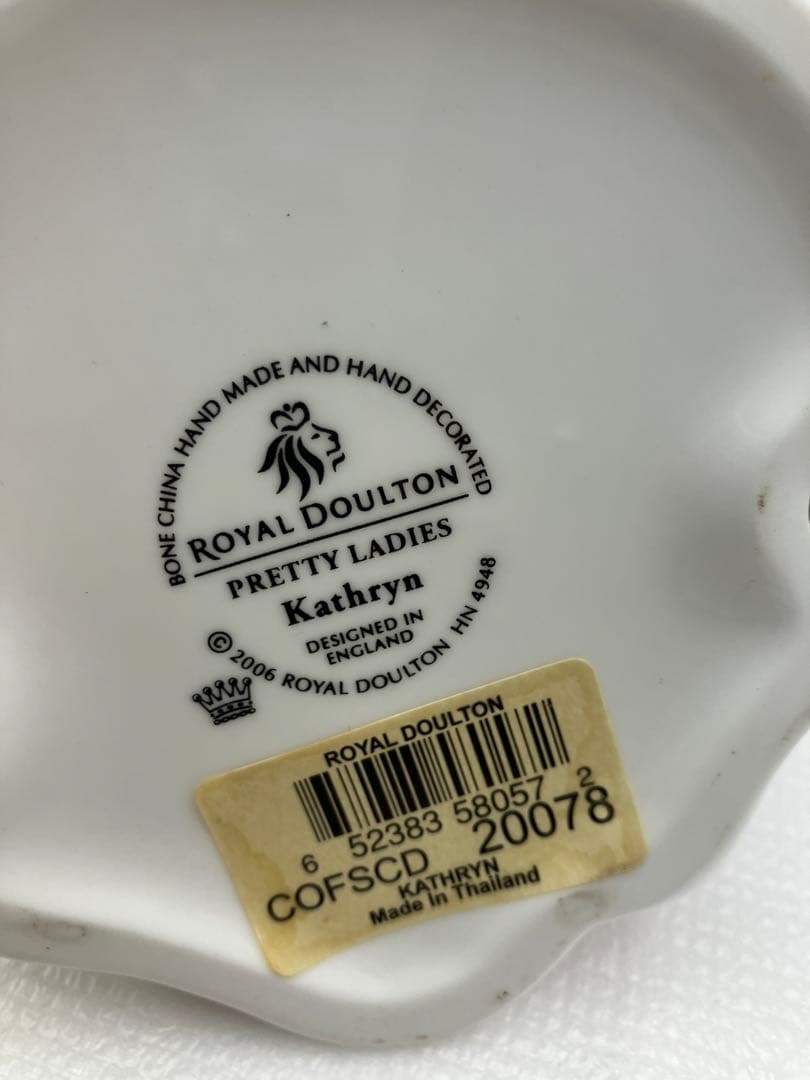 BONE CHINA HAND MADE AND HAND DECORATED
ROYAL DOULTON
PRETTY LADIES
Kathryn
DESIGNED IN
ENGLAND
© 2006 ROYAL DOULTON HN 4948
ROYAL DOULTON
6 52383 58057 2
COFSCD 20078
KATHRYN
Made In Thailand